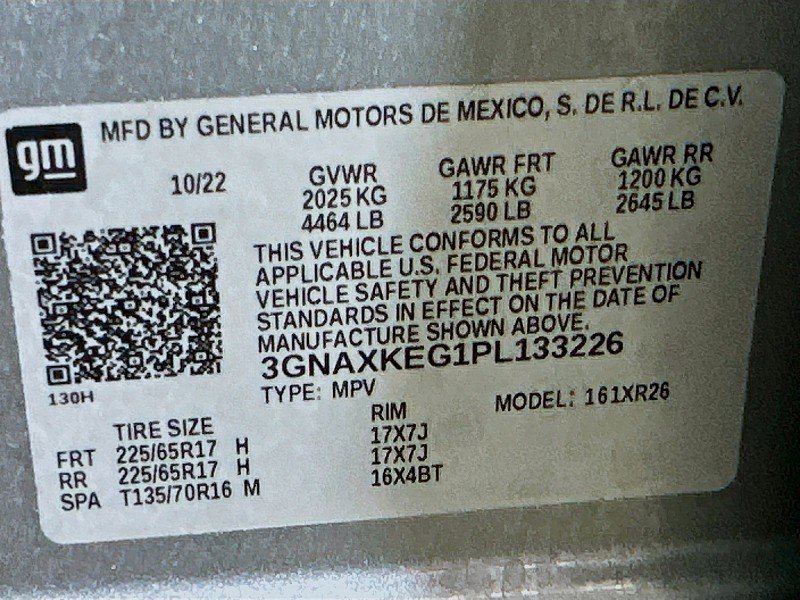 gm
MFD BY GENERAL MOTORS DE MEXICO, S. DE R.L. DE C.V.
10/22 GVWR GAWR FRT GAWR RR
2025 KG 1175 KG 1200 KG
4464 LB 2590 LB 2645 LB
THIS VEHICLE CONFORMS TO ALL
APPLICABLE U.S. FEDERAL MOTOR
VEHICLE SAFETY AND THEFT PREVENTION
STANDARDS IN EFFECT ON THE DATE OF
MANUFACTURE SHOWN ABOVE.
3GNAXKEG1PL133226
130H
TYPE: MPV MODEL: 161XR26
TIRE SIZE RIM
FRT 225/65R17 H 17X7J
RR 225/65R17 H 17X7J
SPA T135/70R16 M 16X4BT